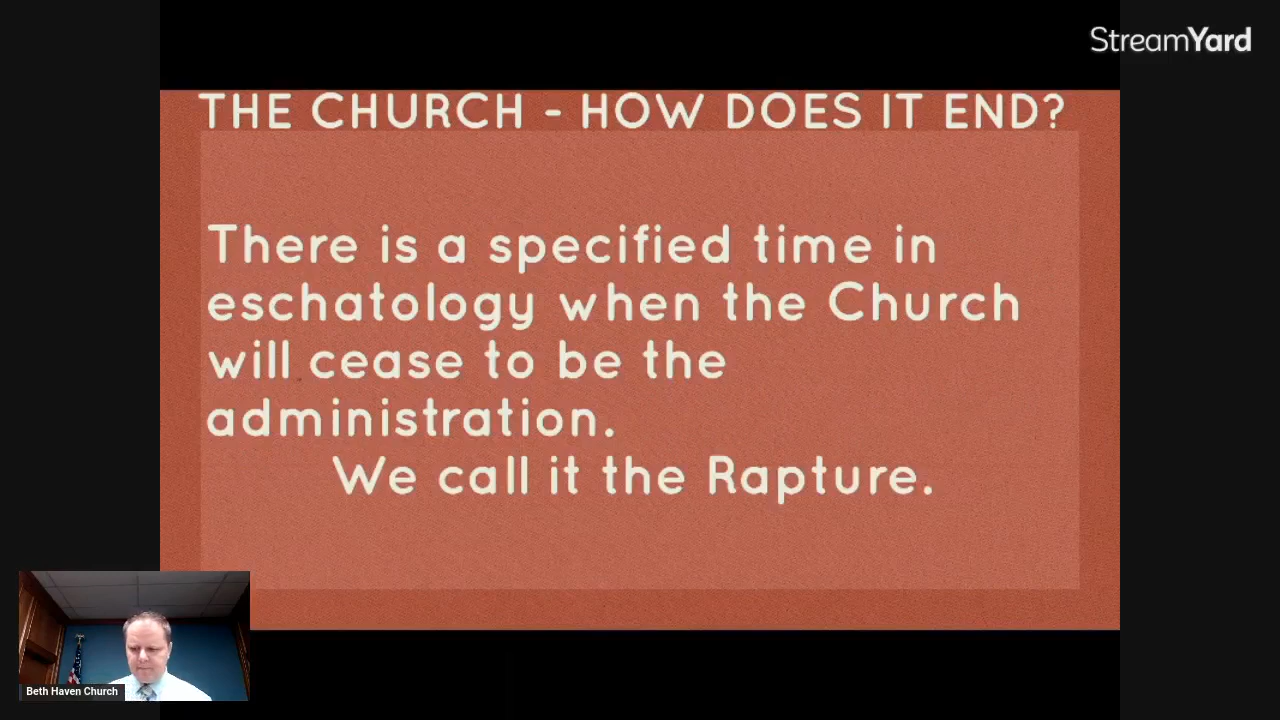 StreamYard
THE CHURCH - HOW DOES IT END?
There is a specified time in
eschatology when the Church
will cease to be the
administration.
We call it the Rapture.
Beth Haven Church